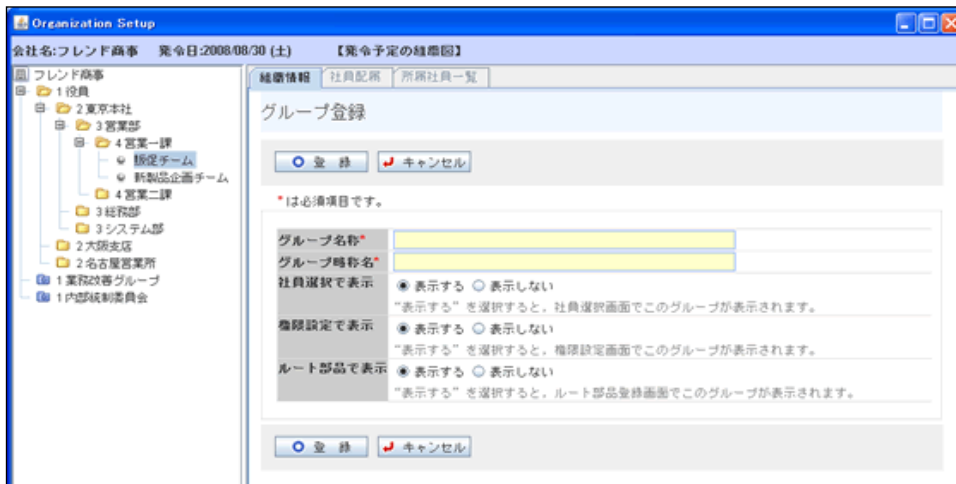 Organization Setup
会社名:フレンド商事 発令日:2008/08/30 (土) 【発令予定の組織図】
フレンド商事
1 役員
2 東京本社
3 営業部
4 営業一課
販促チーム
新製品企画チーム
4 営業二課
3 総務部
3 システム部
2 大阪支店
2 名古屋営業所
1 業務改善グループ
1 内部統制委員会
組織情報 社員配属 所属社員一覧
グループ登録
登 録 キャンセル
*は必須項目です。
グループ名称*
グループ略称名*
社員選択で表示 表示する 表示しない
“表示する” を選択すると, 社員選択画面でこのグループが表示されます。
権限設定で表示 表示する 表示しない
“表示する” を選択すると, 権限設定画面でこのグループが表示されます。
ルート部品で表示 表示する 表示しない
“表示する” を選択すると, ルート部品登録画面でこのグループが表示されます。
登 録 キャンセル